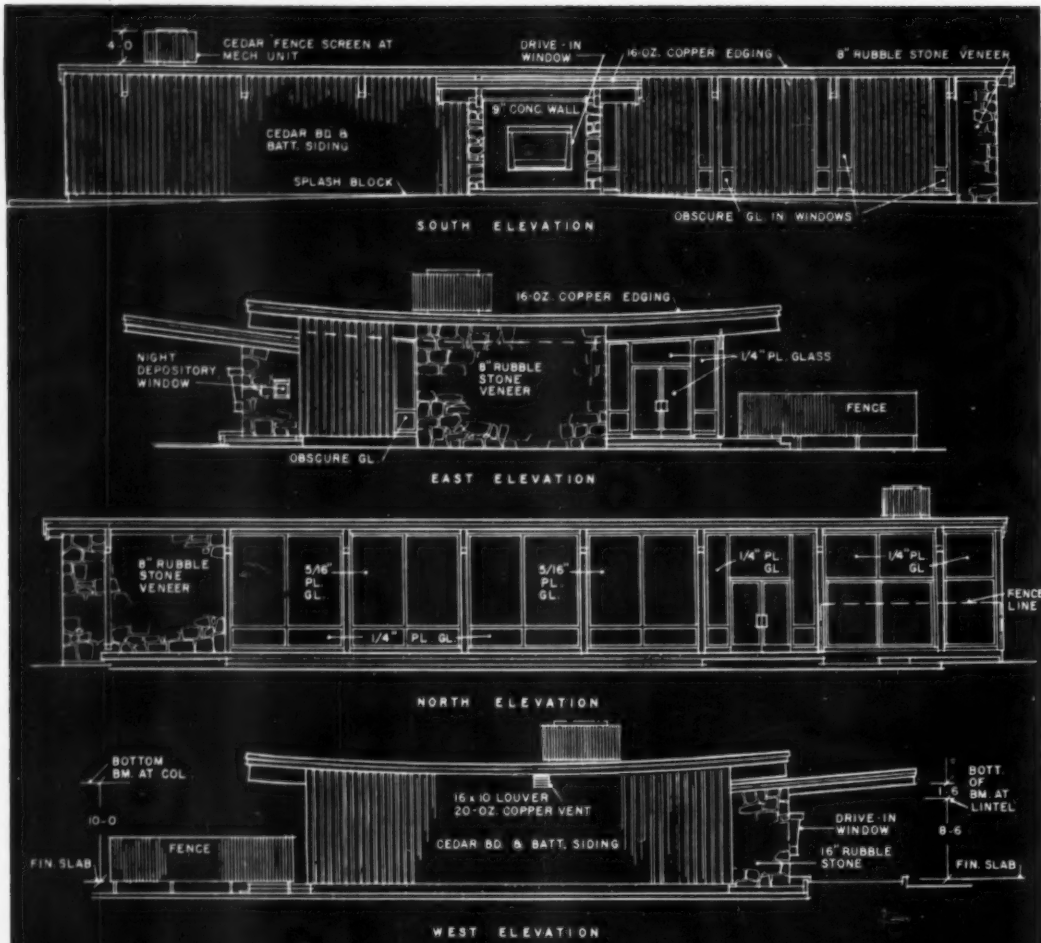 4-0
CEDAR FENCE SCREEN AT
MECH UNIT
DRIVE-IN
WINDOW
16-OZ. COPPER EDGING
8" RUBBLE STONE VENEER
9" CONC. WALL
CEDAR BD. &
BATT. SIDING
SPLASH BLOCK
OBSCURE GL. IN WINDOWS
SOUTH ELEVATION
16-OZ. COPPER EDGING
NIGHT
DEPOSITORY
WINDOW
8" RUBBLE
STONE
VENEER
1/4" PL. GLASS
FENCE
OBSCURE GL.
EAST ELEVATION
8" RUBBLE
STONE
VENEER
5/16"
PL.
GL.
5/16"
PL.
GL.
1/4" PL.
GL.
1/4" PL.
GL.
FENCE
LINE
1/4" PL. GL.
NORTH ELEVATION
BOTTOM
BM. AT COL.
10-0
FIN. SLAB
FENCE
16 x 10 LOUVER
20-OZ. COPPER VENT
CEDAR BD. & BATT. SIDING
BOTT.
OF
BM. AT
LINTEL
1-6
DRIVE-IN
WINDOW
8-6
16" RUBBLE
STONE
FIN. SLAB
WEST ELEVATION